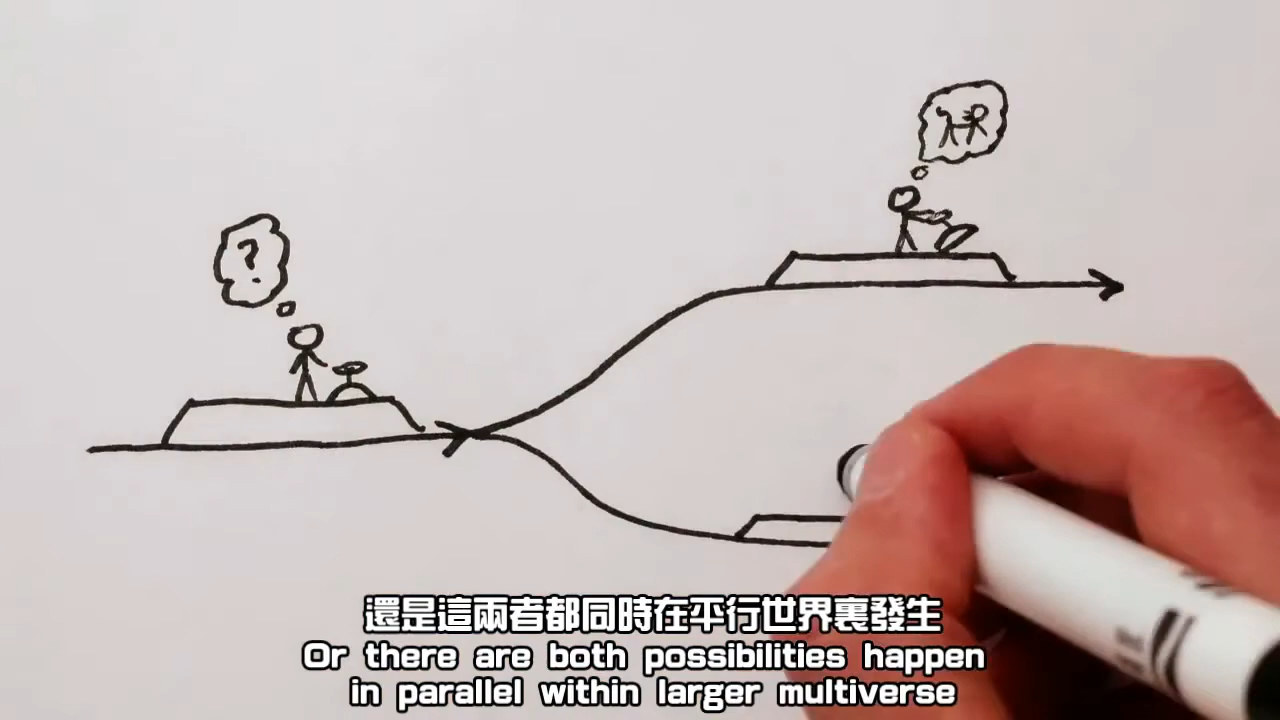 ?
還是這兩者都同時在平行世界裏發生
Or there are both possibilities happen
in parallel within larger multiverse